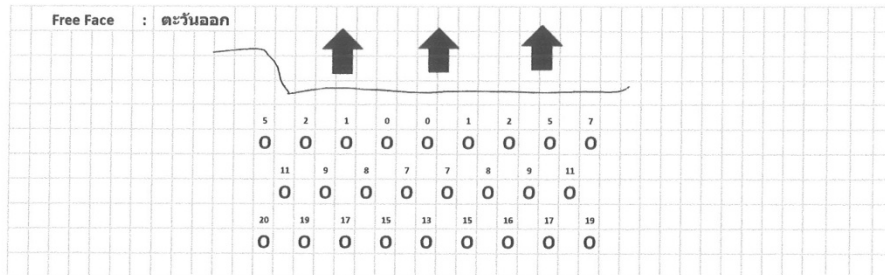 Free Face : ตะวันออก
5 2 1 0 0 1 2 5 7
O O O O O O O O O
11 9 8 7 7 8 9 11
O O O O O O O O
20 19 17 15 13 15 16 17 19
O O O O O O O O O